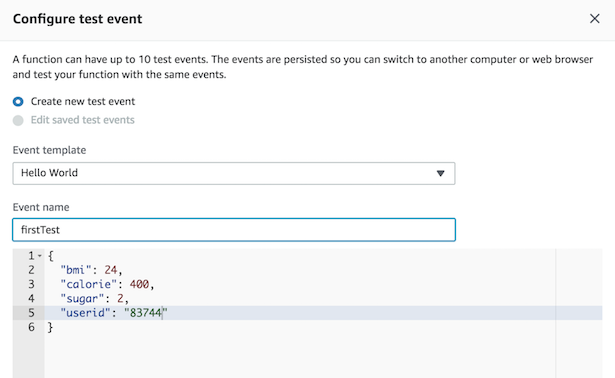 Configure test event
A function can have up to 10 test events. The events are persisted so you can switch to another computer or web browser
and test your function with the same events.
Create new test event
Edit saved test events
Event template
Hello World
Event name
firstTest
1 {
2 "bmi": 24,
3 "calorie": 400,
4 "sugar": 2,
5 "userid": "83744"
6 }